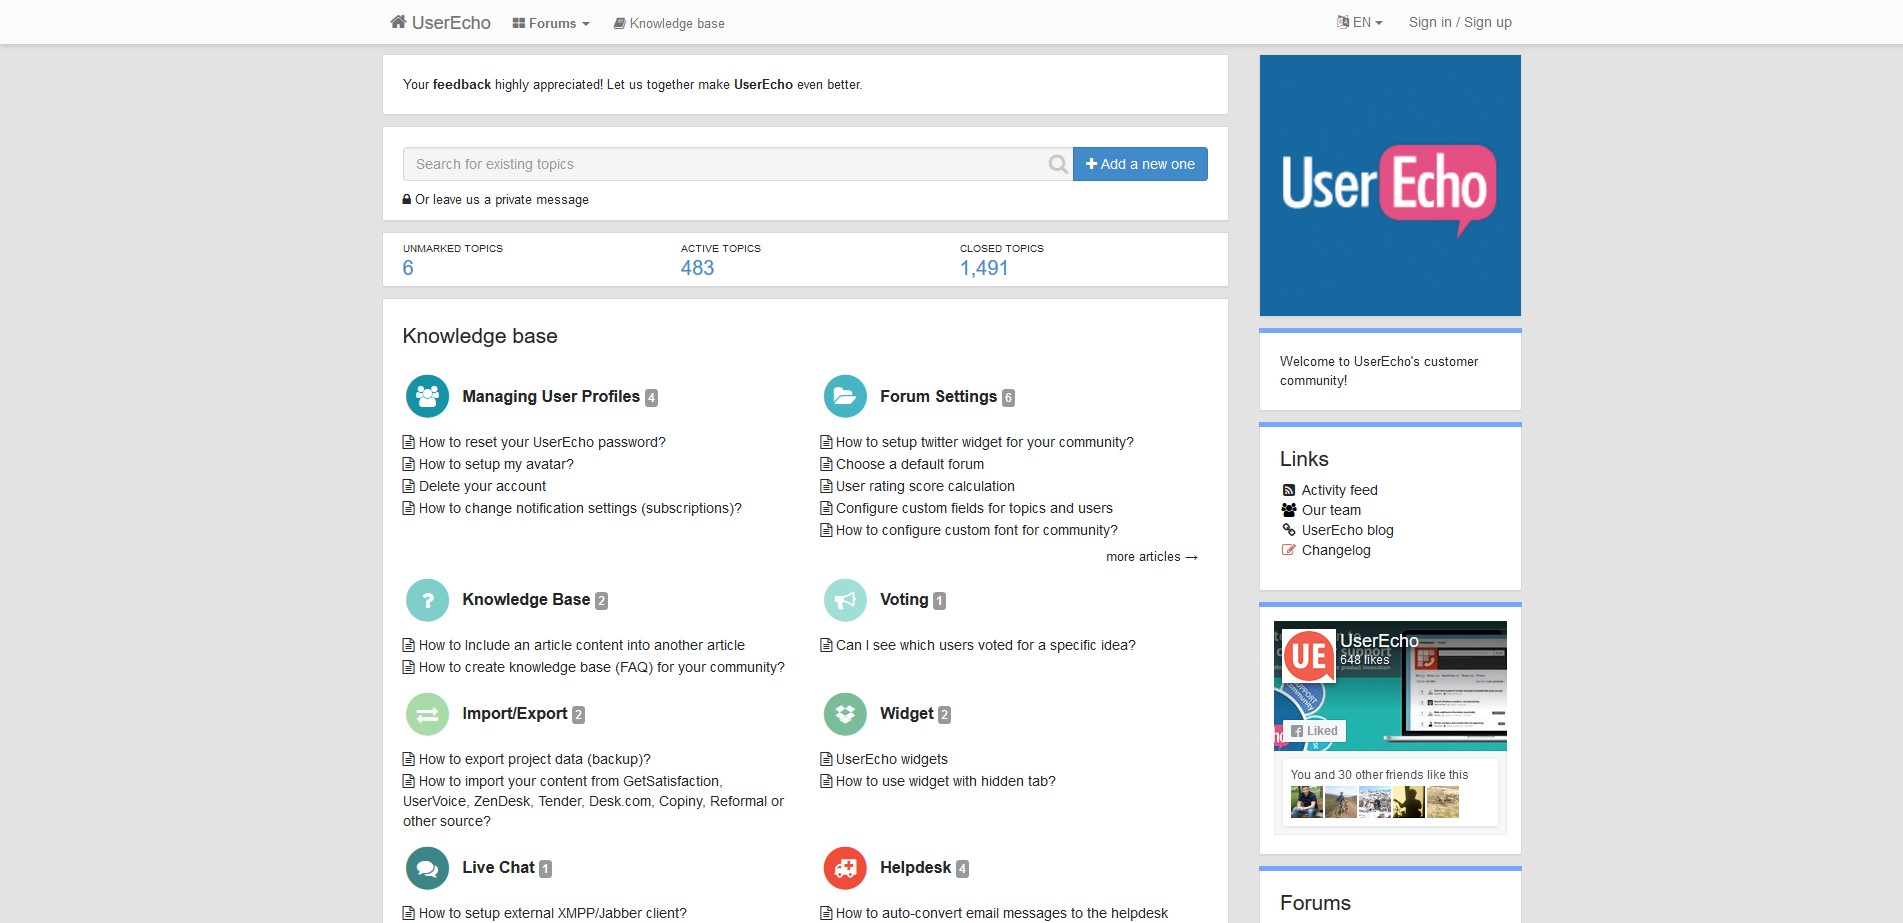 UserEcho Forums Knowledge base EN Sign in / Sign up
Your feedback highly appreciated! Let us together make UserEcho even better.
Search for existing topics
Add a new one
Or leave us a private message
UNMARKED TOPICS
6
ACTIVE TOPICS
483
CLOSED TOPICS
1,491
Knowledge base
Managing User Profiles 4
How to reset your UserEcho password?
How to setup my avatar?
Delete your account
How to change notification settings (subscriptions)?
Forum Settings 6
How to setup twitter widget for your community?
Choose a default forum
User rating score calculation
Configure custom fields for topics and users
How to configure custom font for community?
more articles →
? Knowledge Base 2
How to Include an article content into another article
How to create knowledge base (FAQ) for your community?
Voting 1
Can I see which users voted for a specific idea?
Import/Export 2
How to export project data (backup)?
How to import your content from GetSatisfaction,
UserVoice, ZenDesk, Tender, Desk.com, Copiny, Reformal or
other source?
Widget 2
UserEcho widgets
How to use widget with hidden tab?
Live Chat 1
How to setup external XMPP/Jabber client?
Helpdesk 4
How to auto-convert email messages to the helpdesk
User Echo
Welcome to UserEcho's customer
community!
Links
Activity feed
Our team
UserEcho blog
Changelog
UE
UserEcho
648 likes
support
SUPPORT
community
Liked
You and 30 other friends like this
Forums